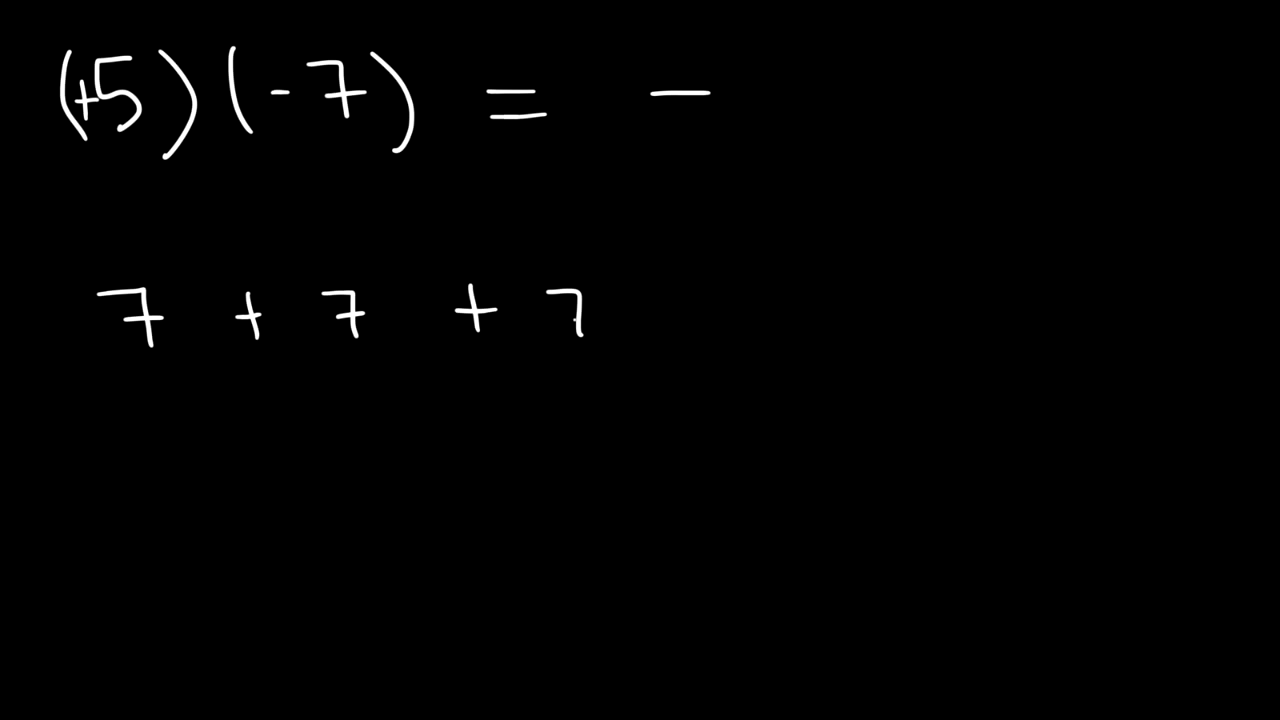 (+5)(-7) = -
7 + 7 + 7